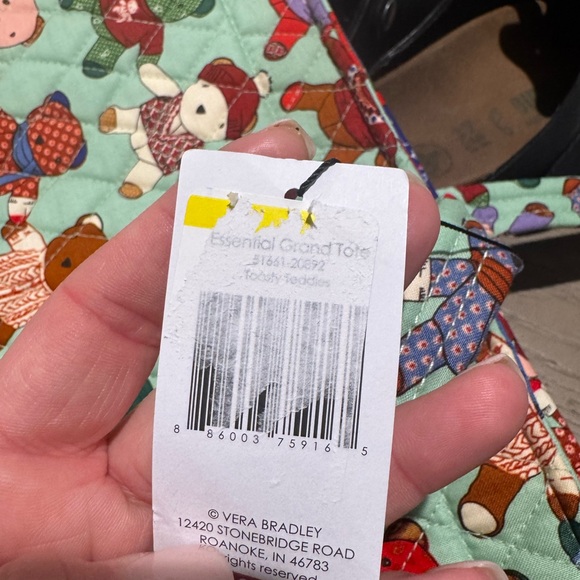 Essential Grand Tote
81661-20892
Toasty Teddies
8 86003 75916 5
© VERA BRADLEY
12420 STONEBRIDGE ROAD
ROANOKE, IN 46783
rights reserved